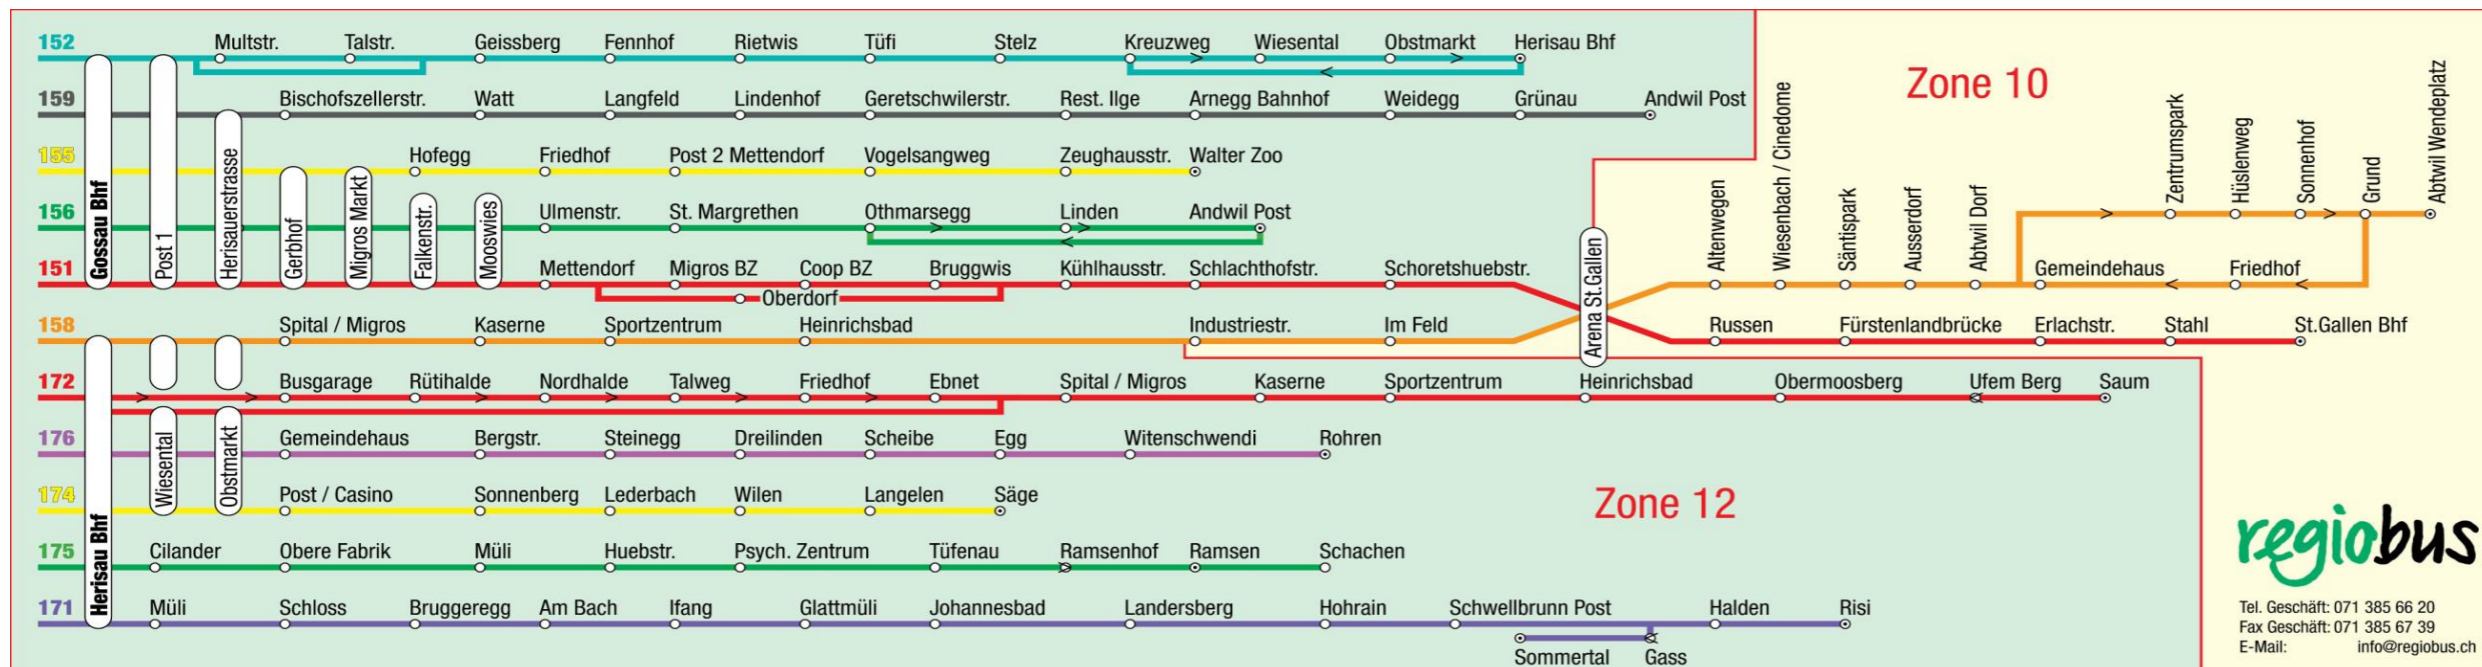 152 Multstr. Talstr. Geissberg Fennhof Rietwis Tüfi Stelz Kreuzweg Wiesental Obstmarkt Herisau Bhf
159 Bischofszellerstr. Watt Langfeld Lindenhof Geretschwilerstr. Rest. Ilge Arnegg Bahnhof Weidegg Grünau Andwil Post
155 Hofegg Friedhof Post 2 Mettendorf Vogelsangweg Zeughausstr. Walter Zoo
156 Ulmenstr. St. Margrethen Othmarsegg Linden Andwil Post
151 Mettendorf Migros BZ Coop BZ Bruggwis Kühlhausstr. Schlachthofstr. Schoretshuebstr.
Oberdorf
Gossau Bhf
Post 1
Herisauerstrasse
Gerbhof
Migros Markt
Falkenstr.
Mooswies
Arena St.Gallen
Zone 10
Altenwegen
Wiesenbach / Cinedome
Säntispark
Ausserdorf
Abtwil Dorf
Zentrumspark
Hüslenweg
Sonnenhof
Grund
Abtwil Wendeplatz
Gemeindehaus Friedhof
Russen Fürstenlandbrücke Erlachstr. Stahl St.Gallen Bhf
158 Spital / Migros Kaserne Sportzentrum Heinrichsbad Industriestr. Im Feld
172 Busgarage Rütihalde Nordhalde Talweg Friedhof Ebnet Spital / Migros Kaserne Sportzentrum Heinrichsbad Obermoosberg Ufem Berg Saum
176 Gemeindehaus Bergstr. Steinegg Dreilinden Scheibe Egg Witenschwendi Rohren
174 Post / Casino Sonnenberg Lederbach Wilen Langelen Säge
175 Cilander Obere Fabrik Müli Huebstr. Psych. Zentrum Tüfenau Ramsenhof Ramsen Schachen
171 Müli Schloss Bruggeregg Am Bach Ifang Glattmüli Johannesbad Landersberg Hohrain Schwellbrunn Post Halden Risi
Sommertal Gass
Herisau Bhf
Wiesental
Obstmarkt
Zone 12
regiobus
Tel. Geschäft: 071 385 66 20
Fax Geschäft: 071 385 67 39
E-Mail: info@regiobus.ch